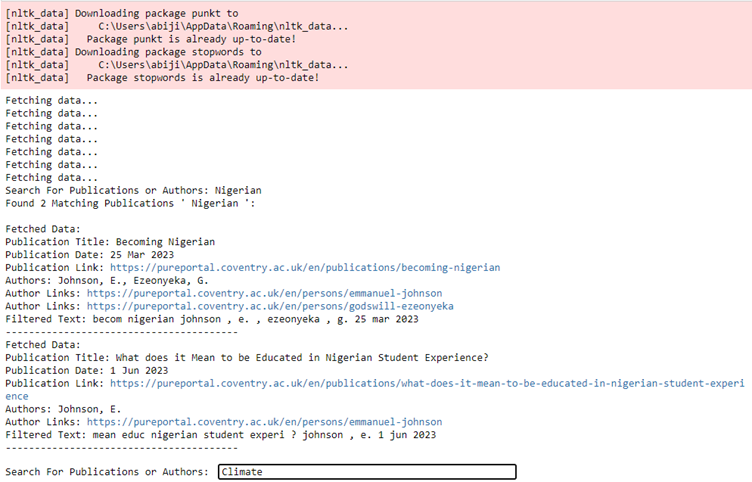 [nltk_data] Downloading package punkt to
[nltk_data]     C:\Users\abiji\AppData\Roaming\nltk_data...
[nltk_data]   Package punkt is already up-to-date!
[nltk_data] Downloading package stopwords to
[nltk_data]     C:\Users\abiji\AppData\Roaming\nltk_data...
[nltk_data]   Package stopwords is already up-to-date!
Fetching data...
Fetching data...
Fetching data...
Fetching data...
Fetching data...
Fetching data...
Fetching data...
Search For Publications or Authors: Nigerian
Found 2 Matching Publications ' Nigerian ':
Fetched Data:
Publication Title: Becoming Nigerian
Publication Date: 25 Mar 2023
Publication Link: https://pureportal.coventry.ac.uk/en/publications/becoming-nigerian
Authors: Johnson, E., Ezeonyeka, G.
Author Links: https://pureportal.coventry.ac.uk/en/persons/emmanuel-johnson
Author Links: https://pureportal.coventry.ac.uk/en/persons/godswill-ezeonyeka
Filtered Text: becom nigerian johnson , e. , ezeonyeka , g. 25 mar 2023
--------------------------------------
Fetched Data:
Publication Title: What does it Mean to be Educated in Nigerian Student Experience?
Publication Date: 1 Jun 2023
Publication Link: https://pureportal.coventry.ac.uk/en/publications/what-does-it-mean-to-be-educated-in-nigerian-student-experi
ence
Authors: Johnson, E.
Author Links: https://pureportal.coventry.ac.uk/en/persons/emmanuel-johnson
Filtered Text: mean educ nigerian student experi ? johnson , e. 1 jun 2023
--------------------------------------
Search For Publications or Authors: Climate